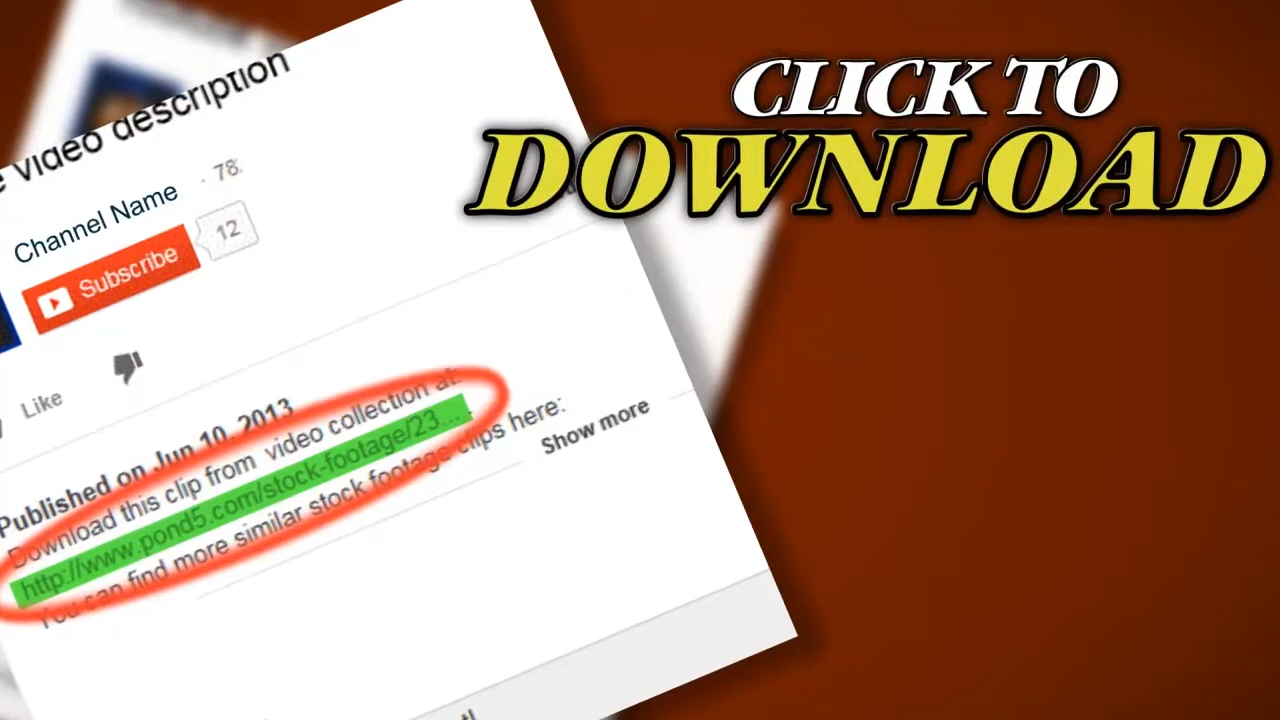 CLICK TO
DOWNLOAD
video description
Channel Name
78
Subscribe
12
Like
Published on Jun 10, 2013
Download this clip from video collection at:
http://www.pond5.com/stock-footage/23...
You can find more similar stock footage clips here:
Show more